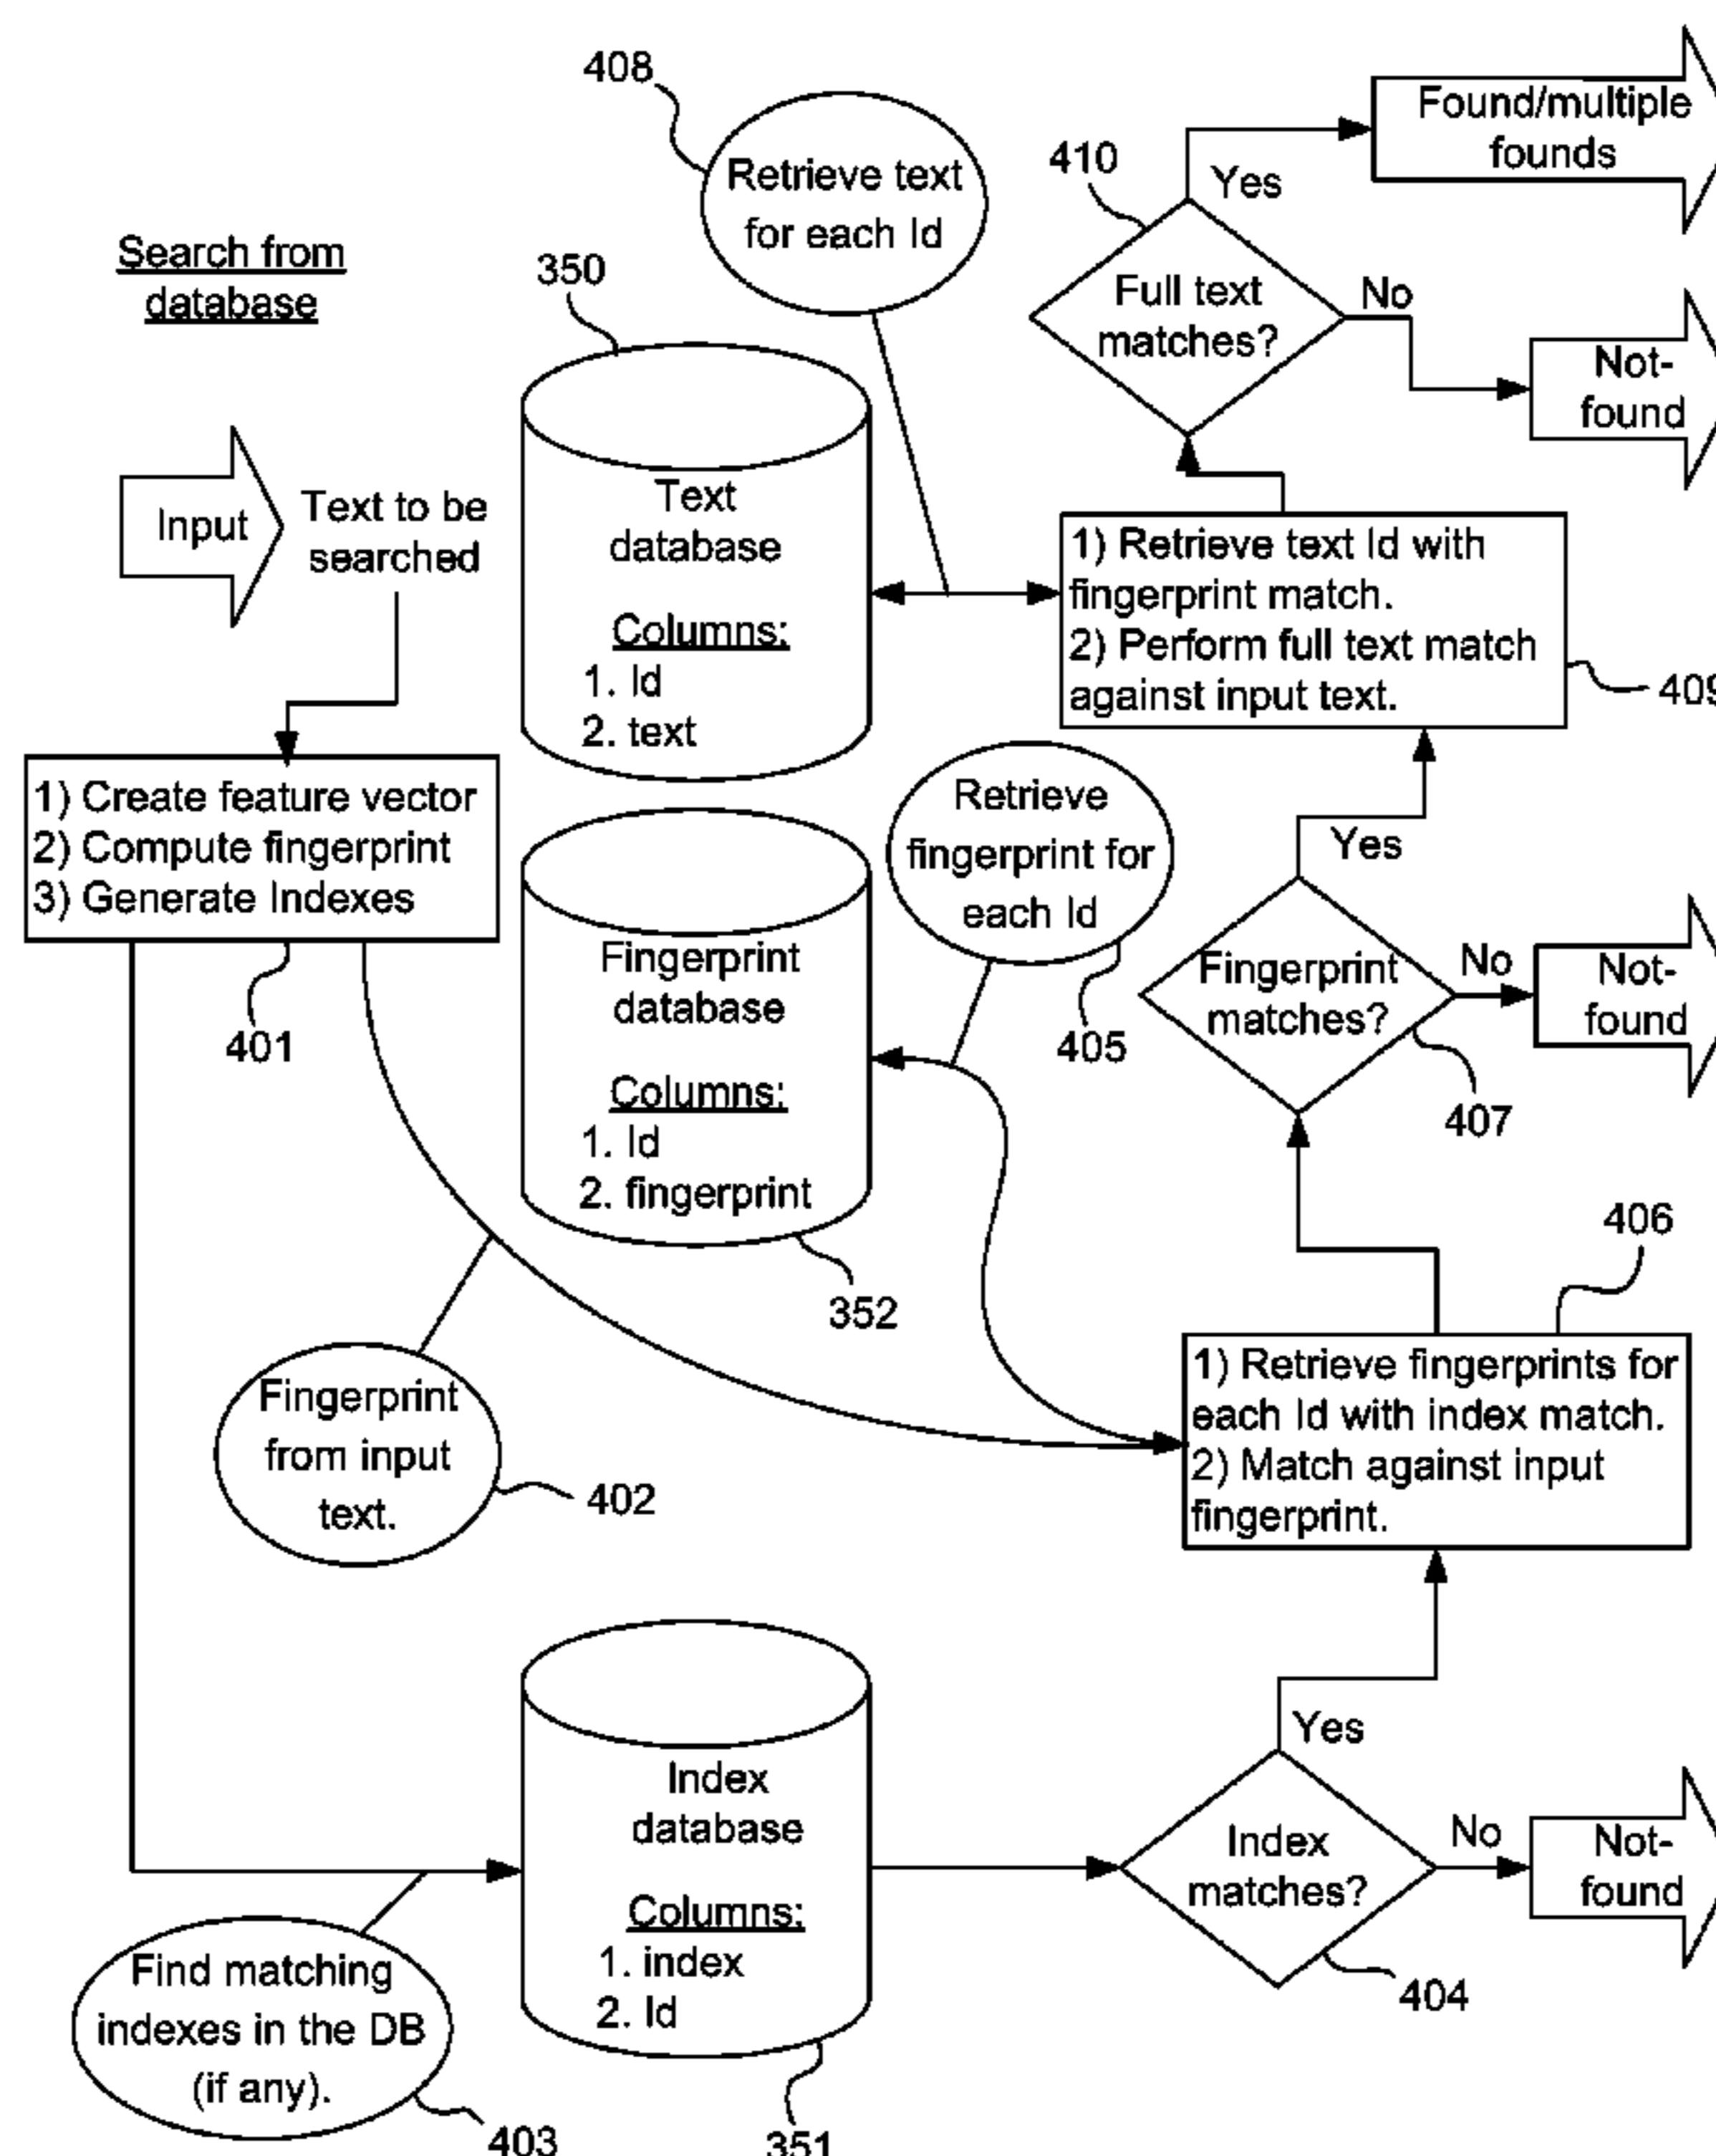 Search from
database
Input
Text to be
searched
1) Create feature vector
2) Compute fingerprint
3) Generate Indexes
401
408
Retrieve text
for each Id
350
Text
database
Columns:
1. Id
2. text
Fingerprint
database
Columns:
1. Id
2. fingerprint
352
Retrieve
fingerprint for
each Id
405
Fingerprint
from input
text.
402
Find matching
indexes in the DB
(if any).
403
Index
database
Columns:
1. index
2. Id
351
Index
matches?
404
Yes
No
Not-
found
1) Retrieve fingerprints for
each Id with index match.
2) Match against input
fingerprint.
406
Fingerprint
matches?
407
Yes
No
Not-
found
1) Retrieve text Id with
fingerprint match.
2) Perform full text match
against input text.
409
Full text
matches?
410
Yes
No
Not-
found
Found/multiple
founds